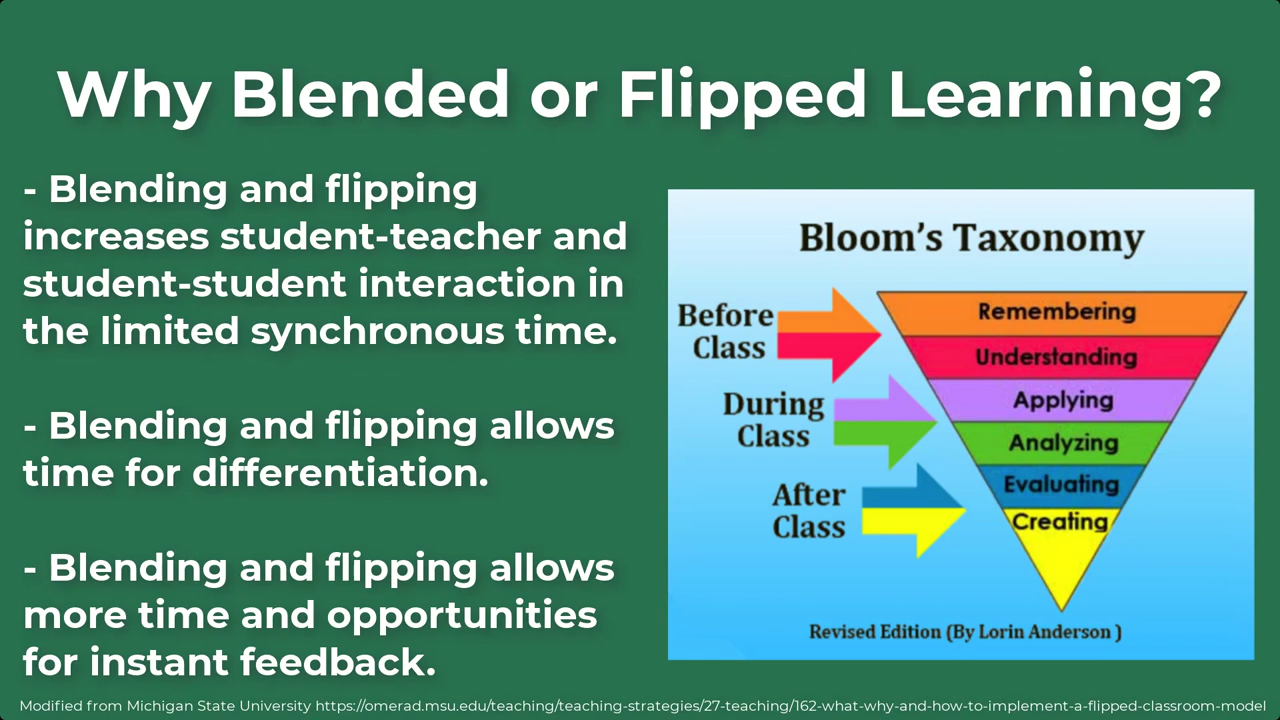 Why Blended or Flipped Learning?
- Blending and flipping
increases student-teacher and
student-student interaction in
the limited synchronous time.
- Blending and flipping allows
time for differentiation.
- Blending and flipping allows
more time and opportunities
for instant feedback.
Bloom's Taxonomy
Before
Class
During
Class
After
Class
Remembering
Understanding
Applying
Analyzing
Evaluating
Creating
Revised Edition (By Lorin Anderson )
Modified from Michigan State University https://omerad.msu.edu/teaching/teaching-strategies/27-teaching/162-what-why-and-how-to-implement-a-flipped-classroom-model